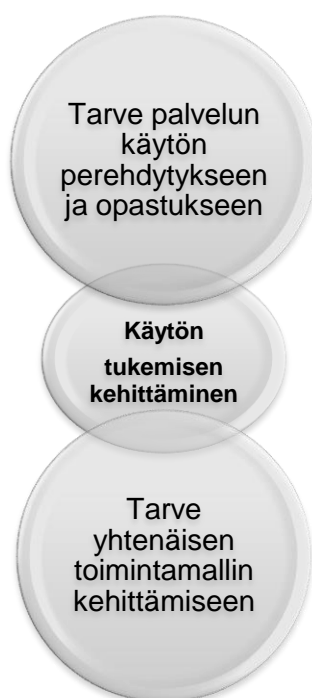 Tarve palvelun
käytön
perehdytykseen
ja opastukseen
Käytön
tukemisen
kehittäminen
Tarve
yhtenäisen
toimintamallin
kehittämiseen